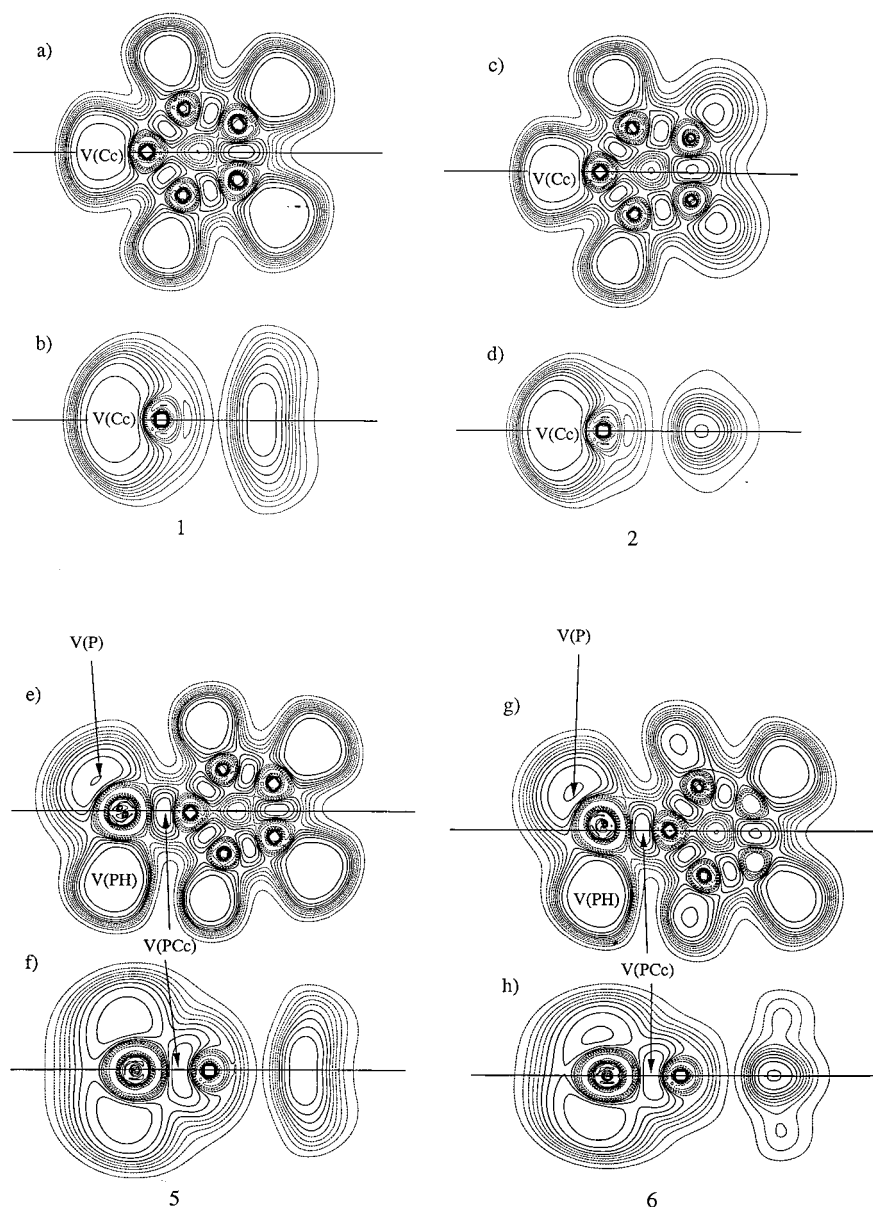 a)
c)
V(Cc)
V(Cc)
b)
d)
V(Cc)
V(Cc)
1
2
V(P)
V(P)
e)
g)
V(PH)
V(PH)
V(PCc)
V(PCc)
f)
h)
5
6